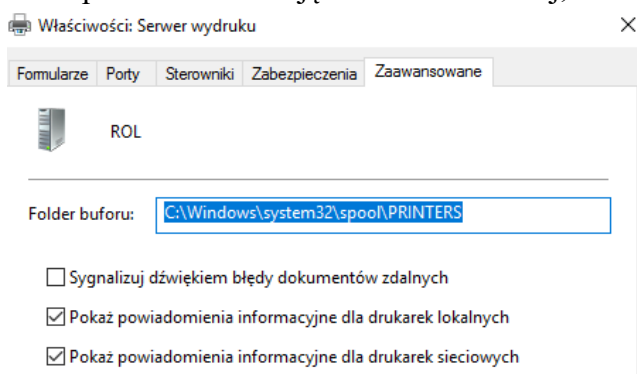 Właściwości: Serwer wydruku
Formularze Porty Sterowniki Zabezpieczenia Zaawansowane
ROL
Folder buforu: C:\Windows\system32\spool\PRINTERS
Sygnalizuj dźwiękiem błędy dokumentów zdalnych
Pokaż powiadomienia informacyjne dla drukarek lokalnych
Pokaż powiadomienia informacyjne dla drukarek sieciowych